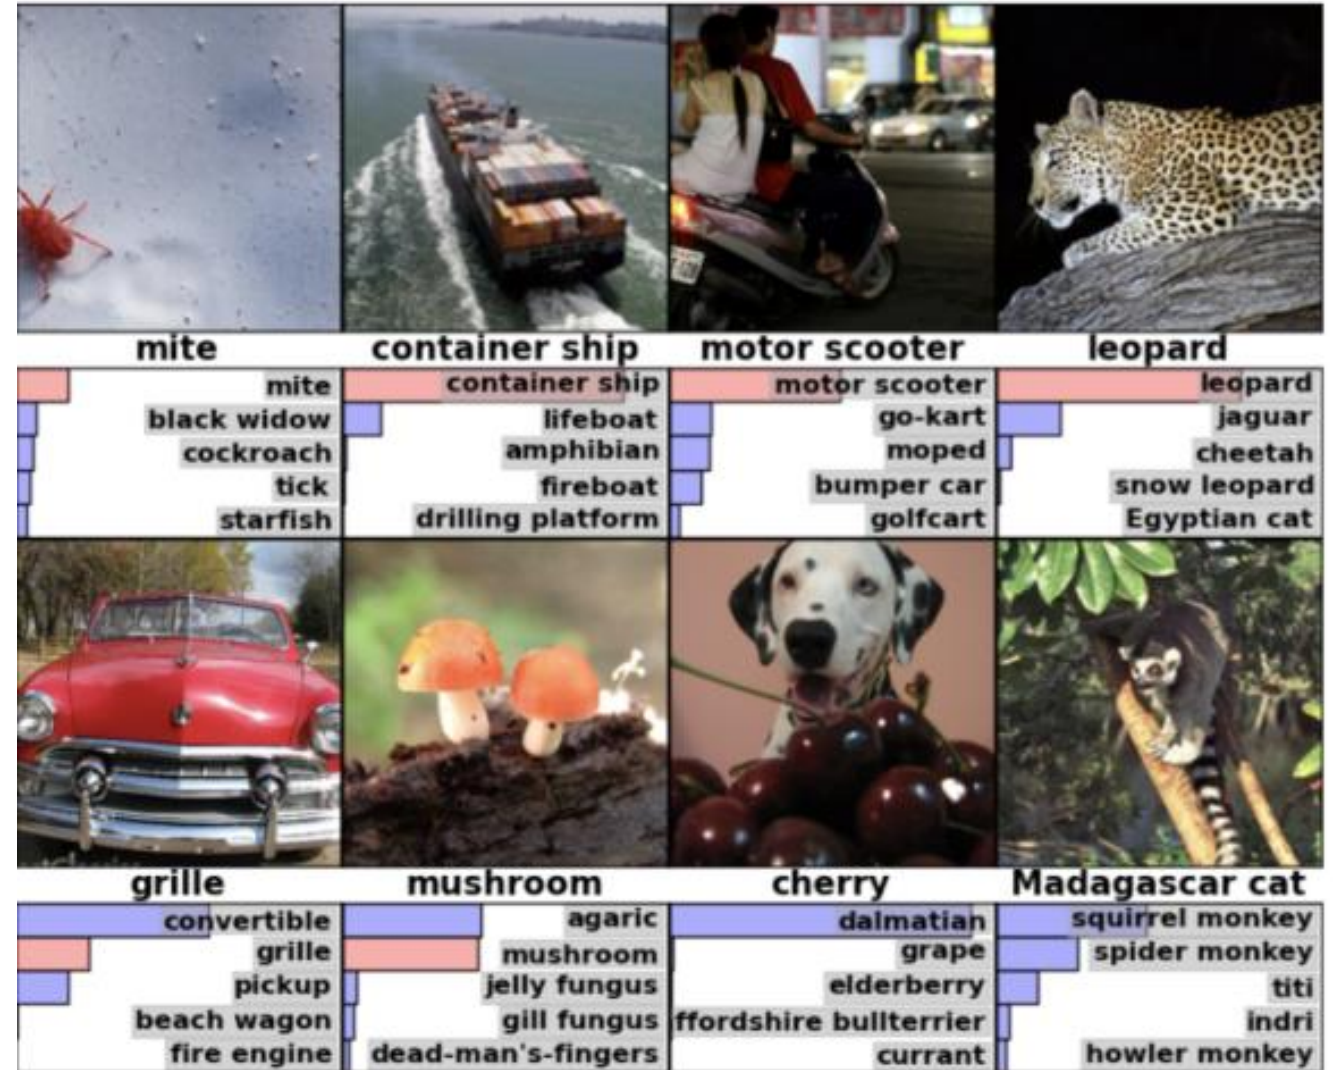 mite
container ship
motor scooter
leopard
mite
black widow
cockroach
tick
starfish
container ship
lifeboat
amphibian
fireboat
drilling platform
motor scooter
go-kart
moped
bumper car
golfcart
leopard
jaguar
cheetah
snow leopard
Egyptian cat
grille
mushroom
cherry
Madagascar cat
convertible
grille
pickup
beach wagon
fire engine
agaric
mushroom
jelly fungus
gill fungus
dead-man's-fingers
dalmatian
grape
elderberry
ffordshire bullterrier
currant
squirrel monkey
spider monkey
titi
indri
howler monkey